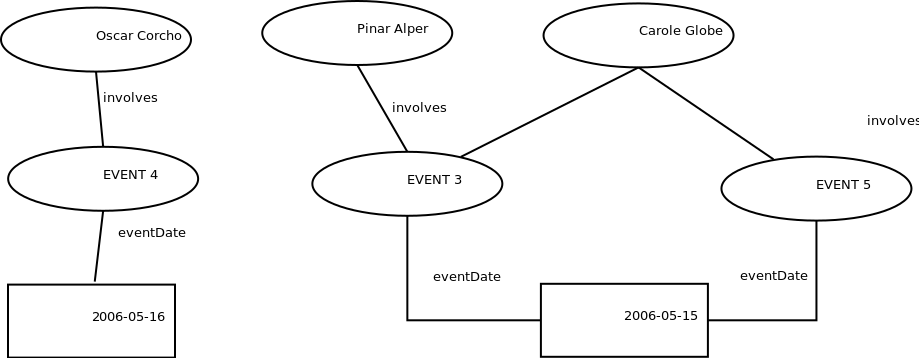 Oscar Corcho
Pinar Alper
Carole Globe
involves
involves
involves
EVENT 4
EVENT 3
EVENT 5
eventDate
eventDate
eventDate
2006-05-16
2006-05-15